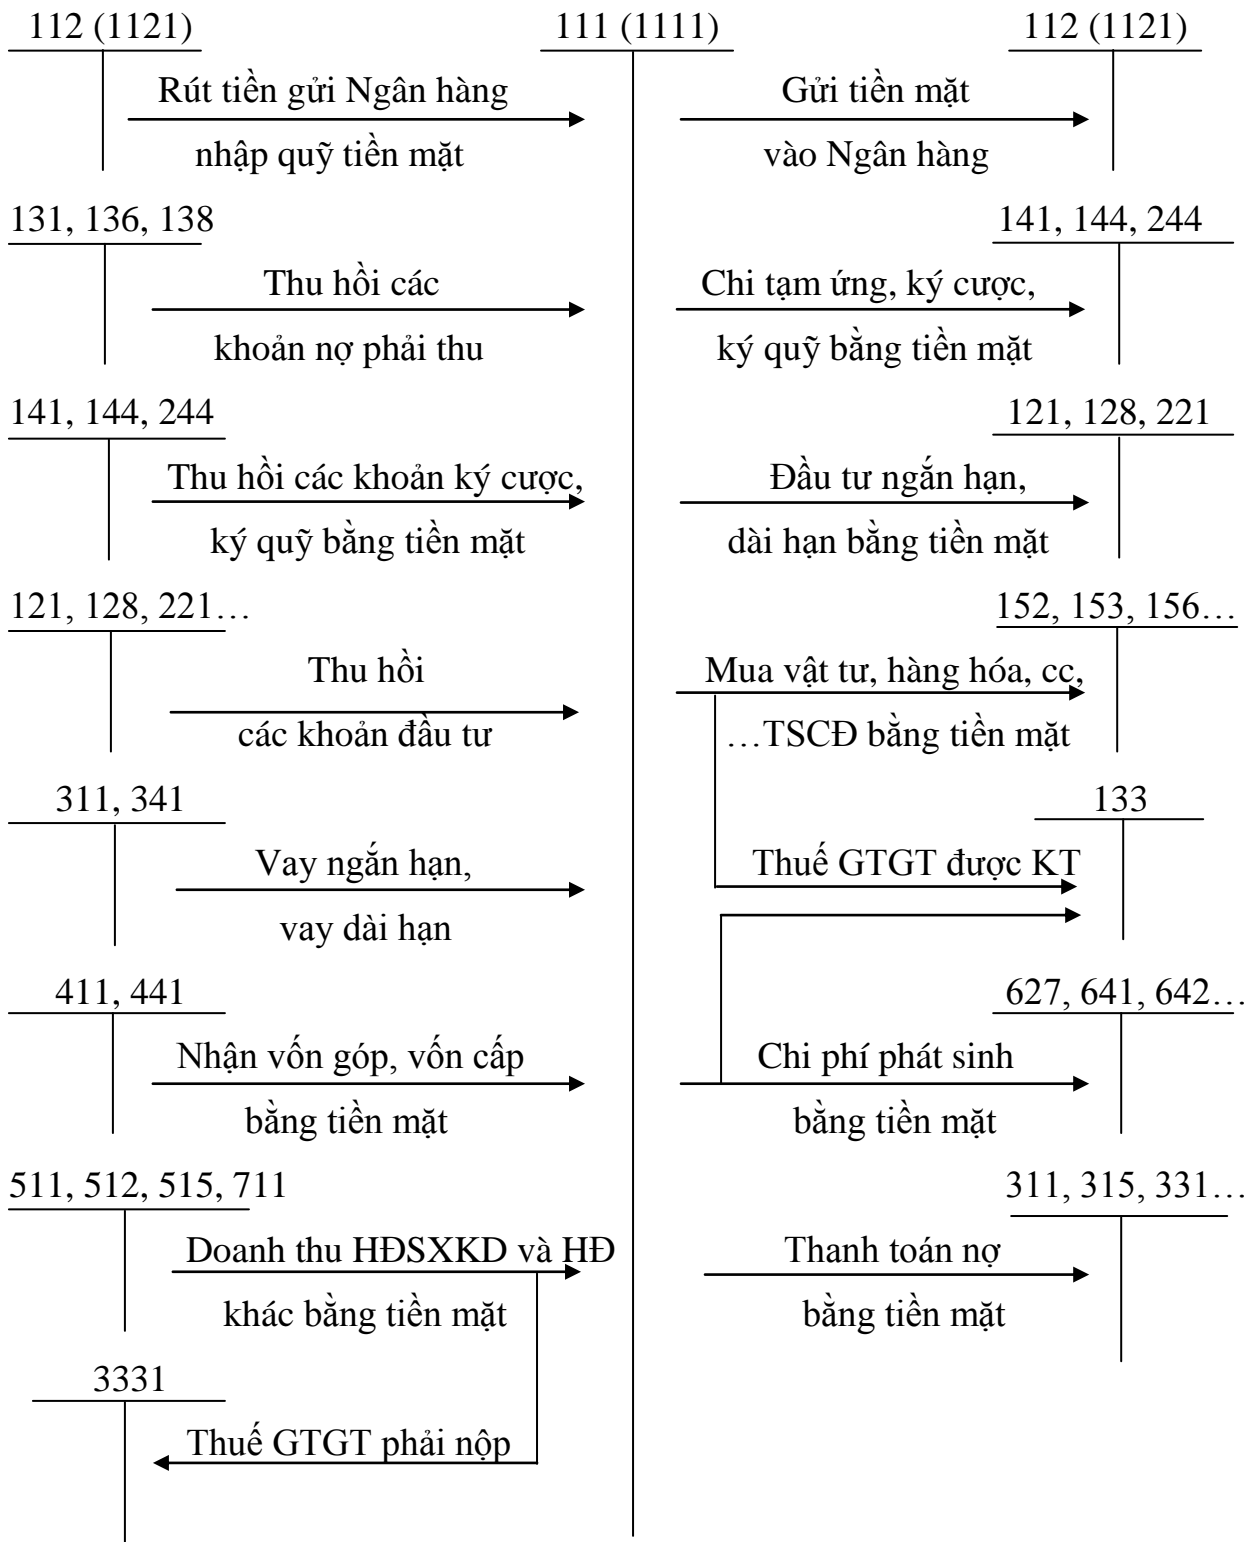 112 (1121)
111 (1111)
112 (1121)
Rút tiền gửi Ngân hàng
nhập quỹ tiền mặt
Gửi tiền mặt
vào Ngân hàng
131, 136, 138
Thu hồi các
khoản nợ phải thu
141, 144, 244
Chi tạm ứng, ký cược,
ký quỹ bằng tiền mặt
141, 144, 244
Thu hồi các khoản ký cược,
ký quỹ bằng tiền mặt
121, 128, 221
Đầu tư ngắn hạn,
dài hạn bằng tiền mặt
121, 128, 221…
Thu hồi
các khoản đầu tư
152, 153, 156…
Mua vật tư, hàng hóa, cc,
…TSCĐ bằng tiền mặt
311, 341
Vay ngắn hạn,
vay dài hạn
133
Thuế GTGT được KT
411, 441
Nhận vốn góp, vốn cấp
bằng tiền mặt
627, 641, 642…
Chi phí phát sinh
bằng tiền mặt
511, 512, 515, 711
Doanh thu HĐSXKD và HĐ
khác bằng tiền mặt
311, 315, 331…
Thanh toán nợ
bằng tiền mặt
3331
Thuế GTGT phải nộp